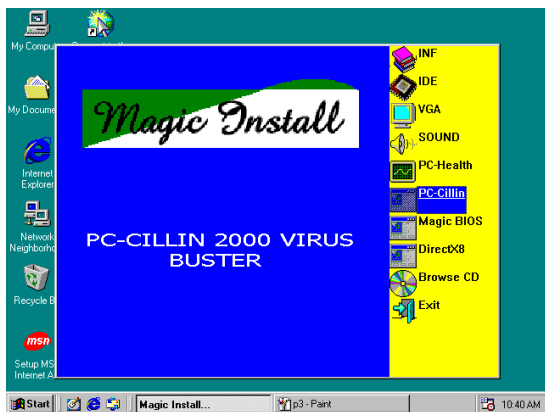 My Compu
My Docume
Internet
Explorer
Network
Neighborho
Recycle B
msn
Setup MS
Internet A
Magic Install
PC-CILLIN 2000 VIRUS
BUSTER
INF
IDE
VGA
SOUND
PC-Health
PC-Cillin
Magic BIOS
DirectX8
Browse CD
Exit
Start
Magic Install...
p3 - Paint
10:40 AM